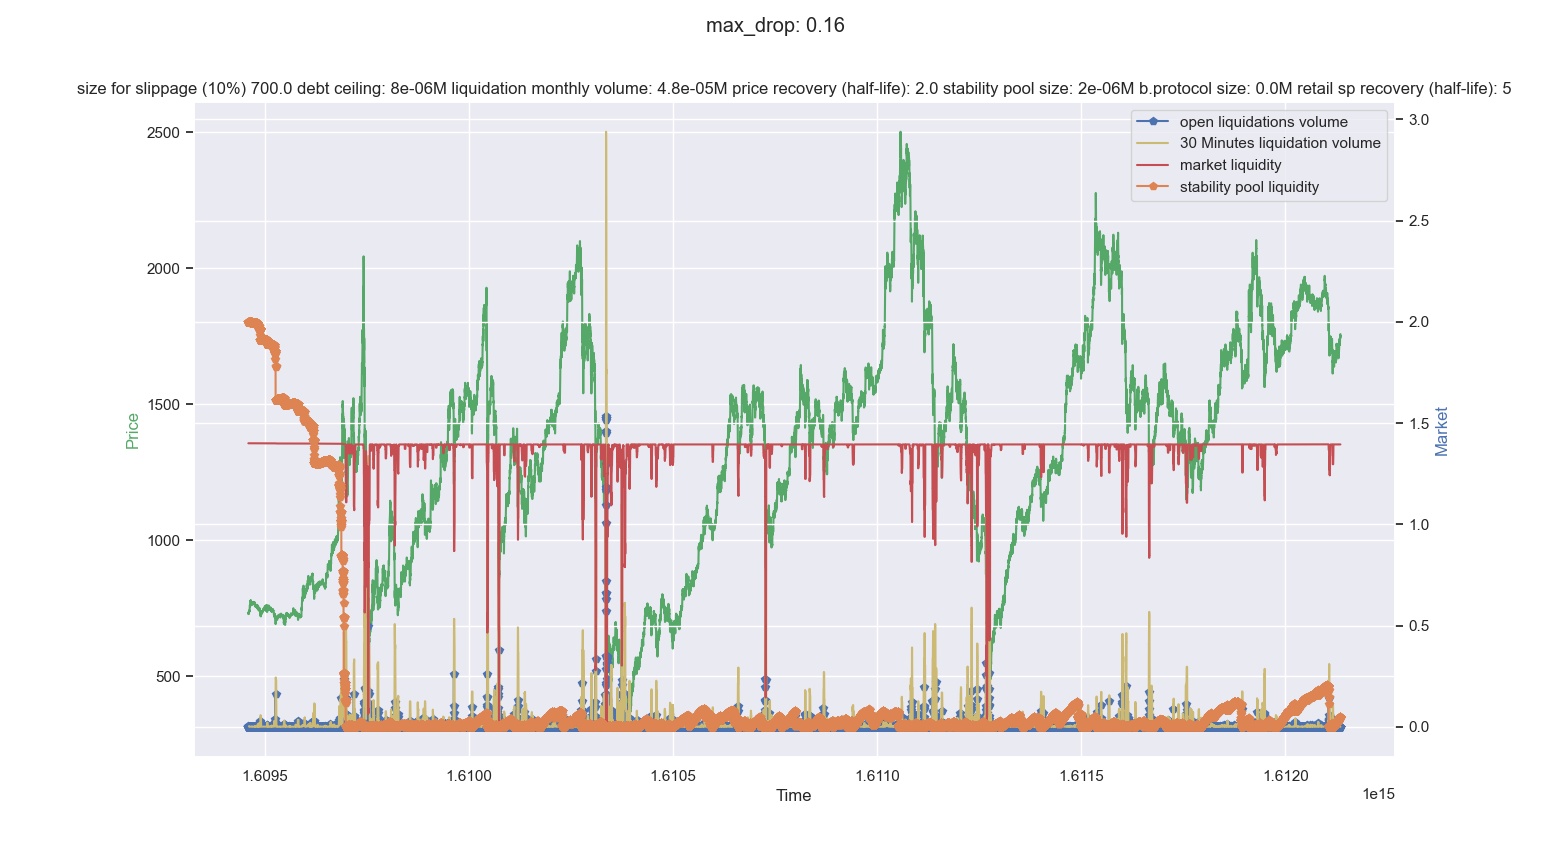 max_drop: 0.16
size for slippage (10%) 700.0 debt ceiling: 8e-06M liquidation monthly volume: 4.8e-05M price recovery (half-life): 2.0 stability pool size: 2e-06M b.protocol size: 0.0M retail sp recovery (half-life): 5
open liquidations volume
30 Minutes liquidation volume
market liquidity
stability pool liquidity
2500
2000
1500
1000
500
Price
3.0
2.5
2.0
1.5
1.0
0.5
0.0
Market
1.6095 1.6100 1.6105 1.6110 1.6115 1.6120
Time
1e15